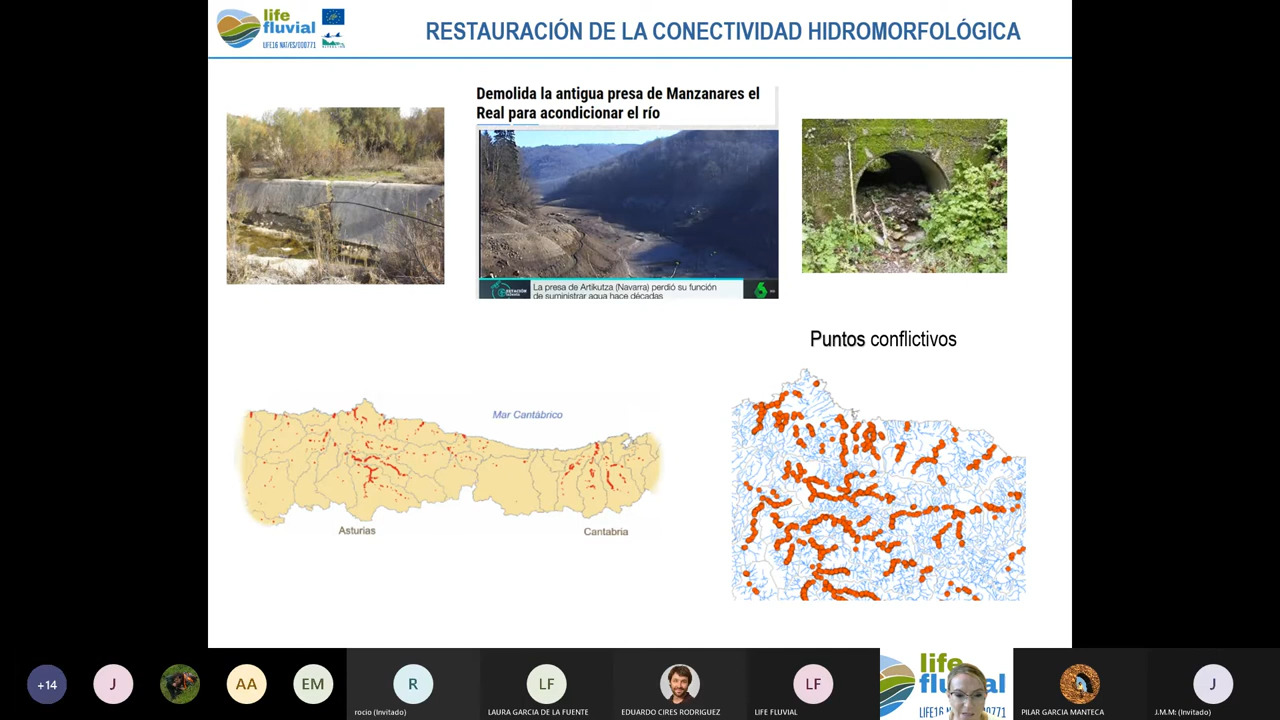 life
fluvial
LIFE16 NAT/ES/000771
RESTAURACIÓN DE LA CONECTIVIDAD HIDROMORFOLÓGICA
Demolida la antigua presa de Manzanares el
Real para acondicionar el río
La presa de Artikutza (Navarra) perdió su función
de suministrar agua hace décadas
Puntos conflictivos
Mar Cantábrico
Asturias
Cantabria
+14
J
AA
EM
R
rocio (Invitado)
LF
LAURA GARCIA DE LA FUENTE
EDUARDO CIRES RODRIGUEZ
LF
LIFE FLUVIAL
life
PILAR GARCIA MANTECA
J
J.M.M: (Invitado)